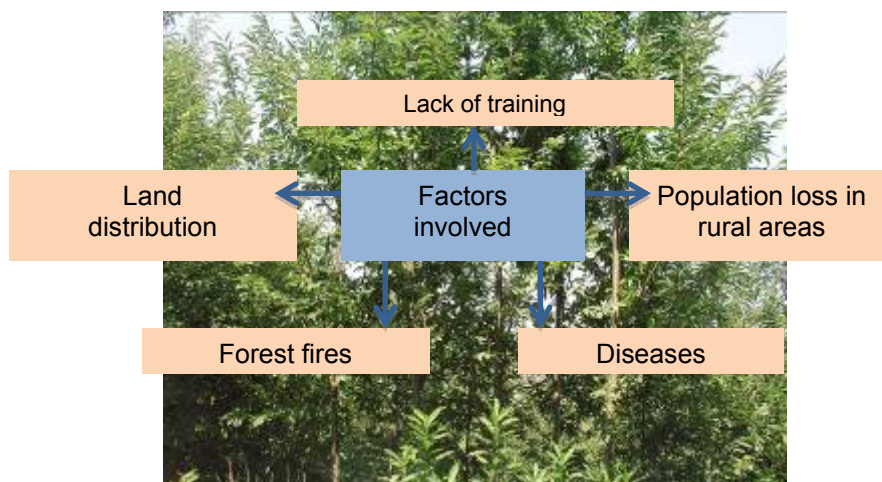 Lack of training
Land
distribution
Factors
involved
Population loss in
rural areas
Forest fires
Diseases